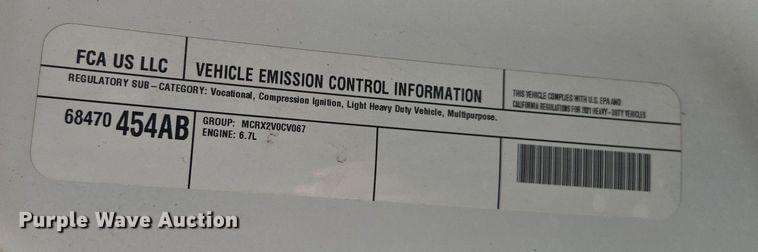 FCA US LLC
VEHICLE EMISSION CONTROL INFORMATION
THIS VEHICLE COMPLIES WITH U.S. EPA AND
CALIFORNIA REGULATIONS FOR 2021 HEAVY-DUTY VEHICLES
REGULATORY SUB-CATEGORY: Vocational, Compression Ignition, Light Heavy Duty Vehicle, Multipurpose.
68470 454AB
GROUP: MCRX2VOCV067
ENGINE: 6.7L
Purple Wave Auction